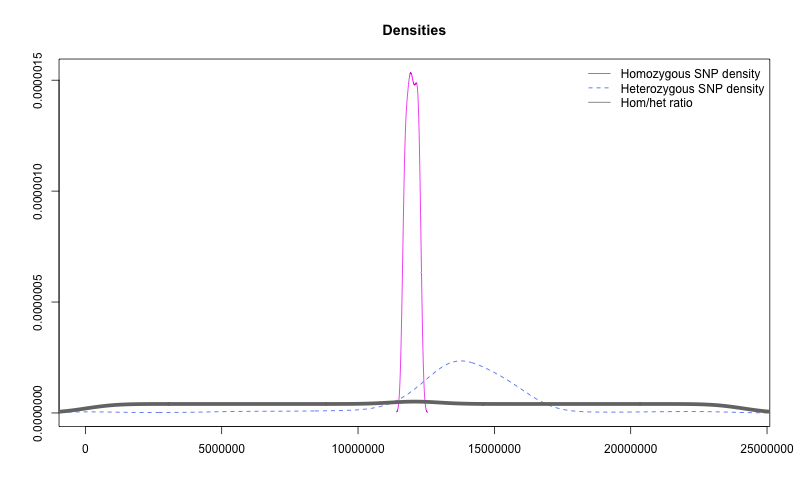 Densities
Homozygous SNP density
Heterozygous SNP density
Hom/het ratio
0.0000015
0.0000010
0.0000005
0.0000000
0 5000000 10000000 15000000 20000000 25000000